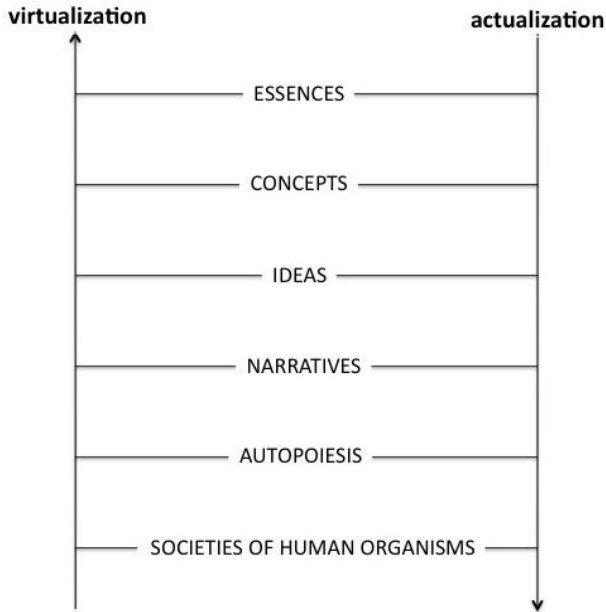 virtualization
actualization
ESSENCES
CONCEPTS
IDEAS
NARRATIVES
AUTOPOIESIS
SOCIETIES OF HUMAN ORGANISMS